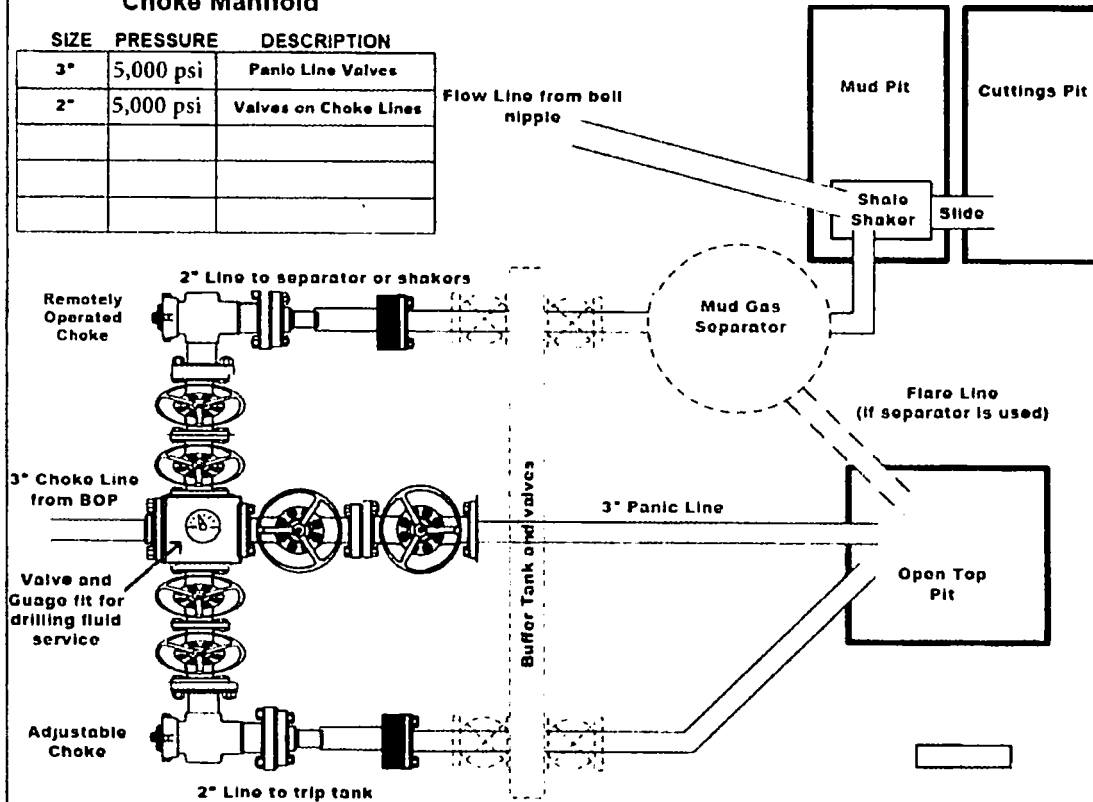 Choke Manifold
SIZE PRESSURE DESCRIPTION
3" 5,000 psi Panic Line Valves
2" 5,000 psi Valves on Choke Lines
Flow Line from bell
nipple
Mud Pit
Cuttings Pit
Shale
Shaker
Slide
2" Line to separator or shakers
Remotely
Operated
Choke
Mud Gas
Separator
Flare Line
(if separator is used)
3" Choke Line
from BOP
3" Panic Line
Buffer Tank and valves
Valve and
Guage fit for
drilling fluid
service
Open Top
Pit
Adjustable
Choke
2" Line to trip tank